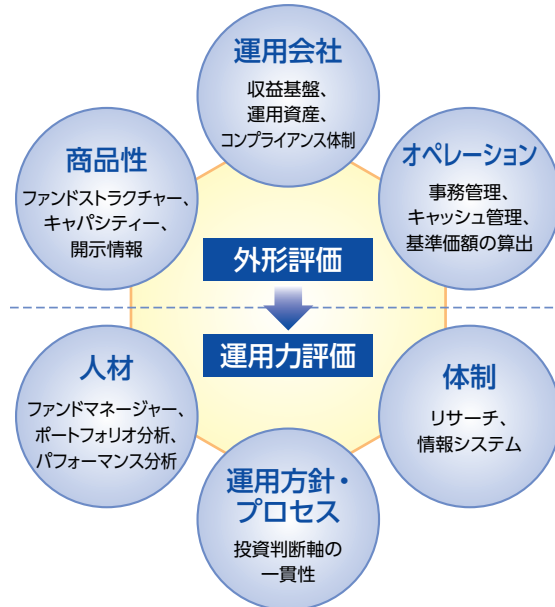 運用会社
収益基盤、
運用資産、
コンプライアンス体制
商品性
ファンドストラクチャー、
キャパシティー、
開示情報
オペレーション
事務管理、
キャッシュ管理、
基準価額の算出
外形評価
運用力評価
人材
ファンドマネージャー、
ポートフォリオ分析、
パフォーマンス分析
体制
リサーチ、
情報システム
運用方針・
プロセス
投資判断軸の
一貫性